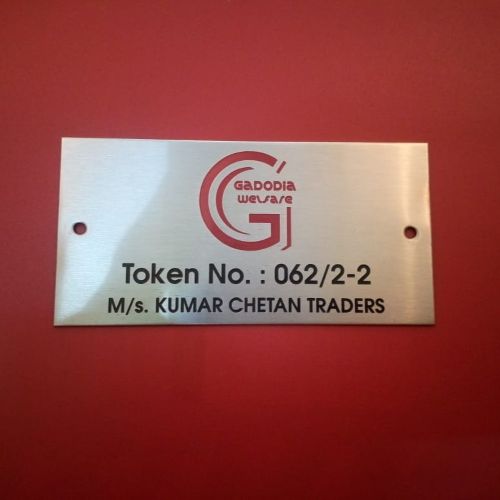 GADODIA
welfare
Token No. : 062/2-2
M/s. KUMAR CHETAN TRADERS